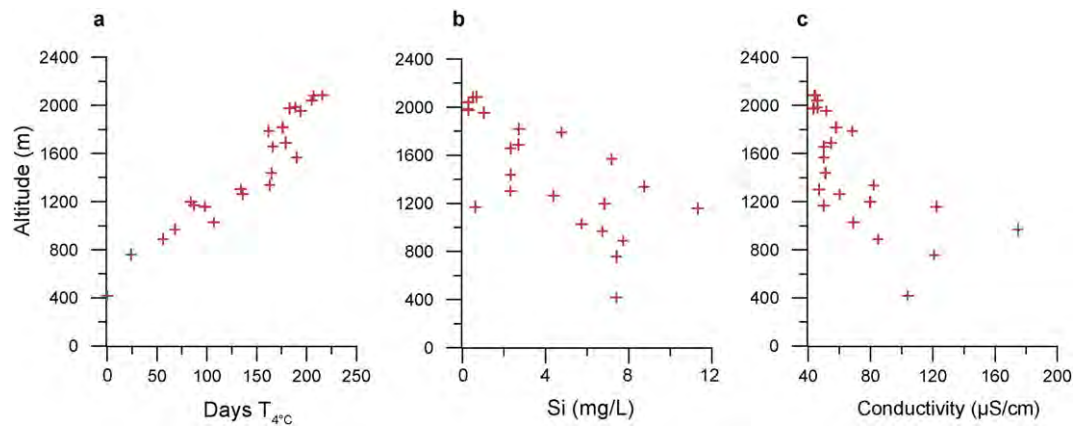 a
b
c
2400 2400 2400
2000 2000 2000
1600 1600 1600
1200 1200 1200
800 800 800
400 400 400
0 0 0
Altitude (m)
0 50 100 150 200 250 0 4 8 12 40 80 120 160 200
Days T4°C Si (mg/L) Conductivity (µS/cm)